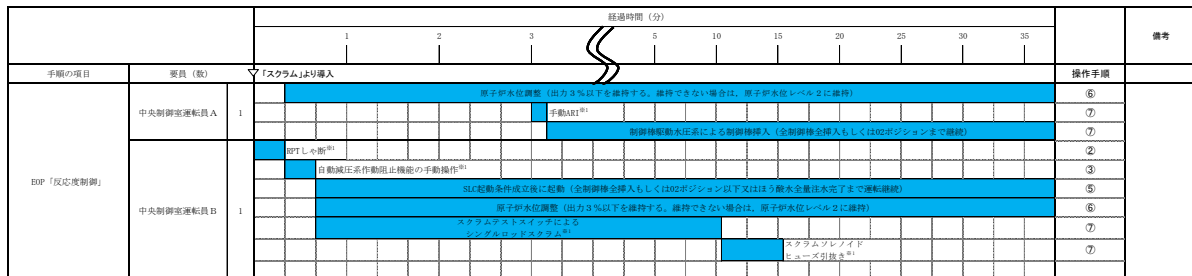 経過時間（分）
備考
1 2 3 5 10 15 20 25 30 35
手順の項目 要員（数） 「スクラム」より導入 操作手順
EOP「反応度制御」
中央制御室運転員A 1
原子炉水位調整（出力３％以下を維持する。維持できない場合は，原子炉水位レベル２に維持） ⑥
手動ARI※1 ⑦
制御棒駆動水圧系による制御棒挿入（全制御棒全挿入もしくは02ポジションまで継続） ⑦
中央制御室運転員B 1
RPTしゃ断※1 ②
自動減圧系作動阻止機能の手動操作※1 ③
SLC起動条件成立後に起動（全制御棒全挿入もしくは02ポジション以下又はほう酸水全量注水完了まで運転継続） ⑤
原子炉水位調整（出力３％以下を維持する。維持できない場合は，原子炉水位レベル２に維持） ⑥
スクラムテストスイッチによる
シングルロッドスクラム※1 ⑦
スクラムソレノイド
ヒューズ引抜き※1 ⑦